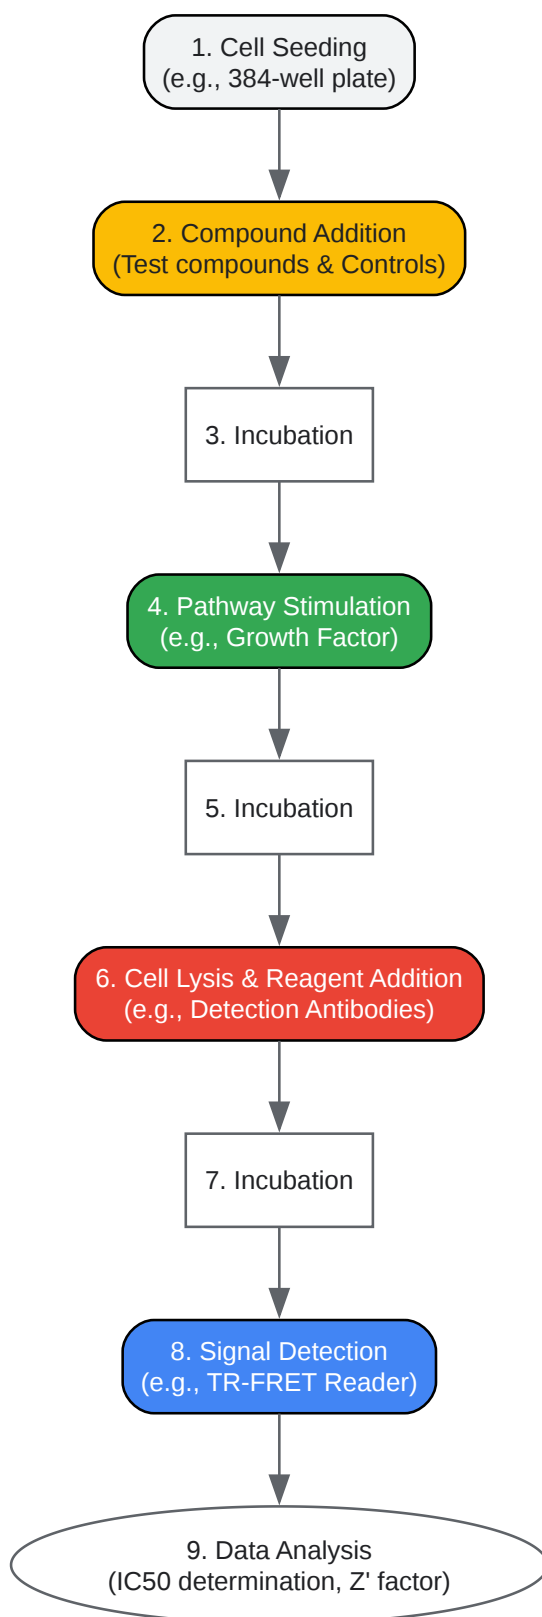 1. Cell Seeding
(e.g., 384-well plate)
2. Compound Addition
(Test compounds & Controls)
3. Incubation
4. Pathway Stimulation
(e.g., Growth Factor)
5. Incubation
6. Cell Lysis & Reagent Addition
(e.g., Detection Antibodies)
7. Incubation
8. Signal Detection
(e.g., TR-FRET Reader)
9. Data Analysis
(IC50 determination, Z' factor)